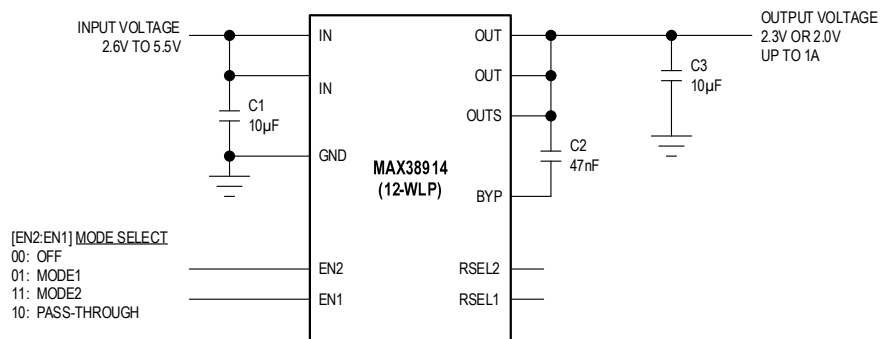 INPUT VOLTAGE
2.6V TO 5.5V
IN
IN
C1
10µF
GND
MAX38914
(12-WLP)
OUT
OUT
OUTS
BYP
C2
47nF
C3
10µF
OUTPUT VOLTAGE
2.3V OR 2.0V
UP TO 1A
[EN2:EN1] MODE SELECT
00: OFF
01: MODE1
11: MODE2
10: PASS-THROUGH
EN2
EN1
RSEL2
RSEL1